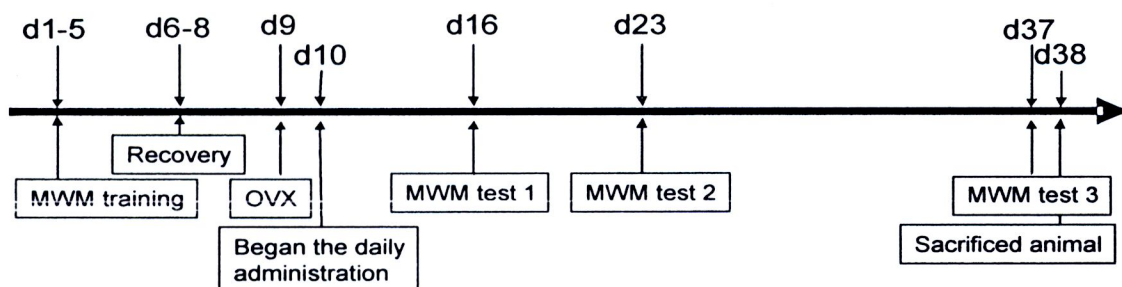 d1-5
d6-8
d9
d10
d16
d23
d37
d38
Recovery
MWM training
OVX
MWM test 1
MWM test 2
MWM test 3
Began the daily
administration
Sacrificed animal